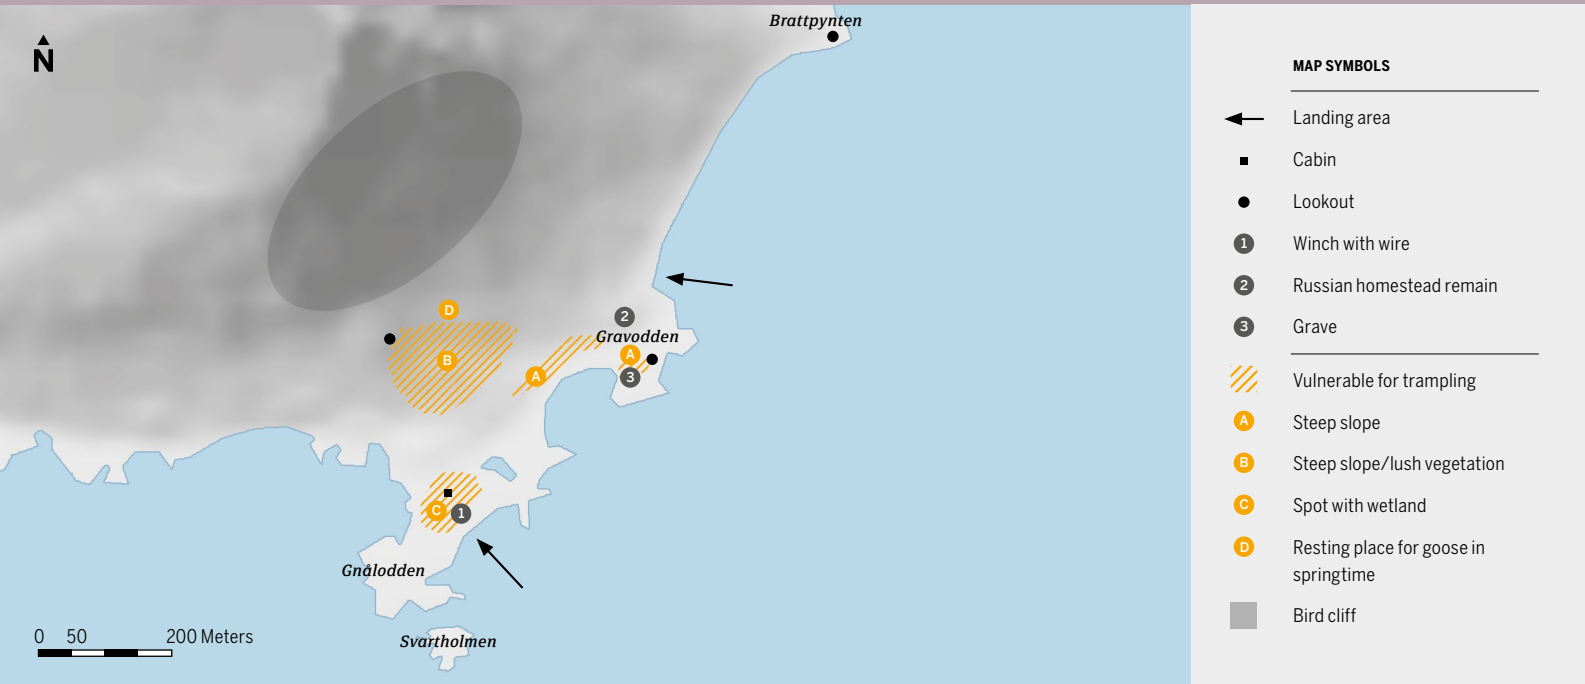 Brattpynten
N
D
B
A
2
Gravodden
A
3
C
1
Gnålodden
Svartholmen
0 50 200 Meters
MAP SYMBOLS
Landing area
Cabin
Lookout
1 Winch with wire
2 Russian homestead remain
3 Grave
Vulnerable for trampling
A Steep slope
B Steep slope/lush vegetation
C Spot with wetland
D Resting place for goose in
springtime
Bird cliff